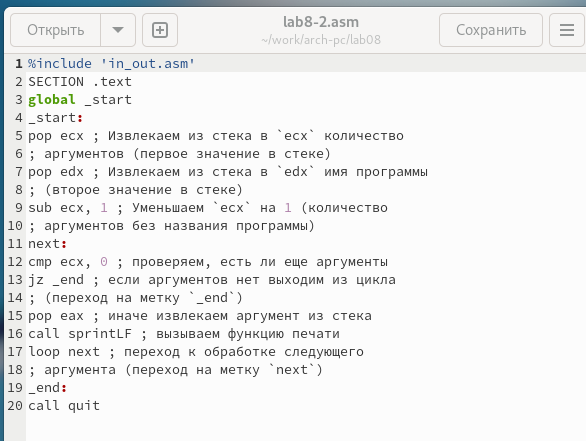 Открыть
lab8-2.asm
~/work/arch-pc/lab08
Сохранить
1 %include 'in_out.asm'
2 SECTION .text
3 global _start
4 _start:
5 pop ecx ; Извлекаем из стека в `ecx` количество
6 ; аргументов (первое значение в стеке)
7 pop edx ; Извлекаем из стека в `edx` имя программы
8 ; (второе значение в стеке)
9 sub ecx, 1 ; Уменьшаем `ecx` на 1 (количество
10 ; аргументов без названия программы)
11 next:
12 cmp ecx, 0 ; проверяем, есть ли еще аргументы
13 jz _end ; если аргументов нет выходим из цикла
14 ; (переход на метку `_end`)
15 pop eax ; иначе извлекаем аргумент из стека
16 call sprintLF ; вызываем функцию печати
17 loop next ; переход к обработке следующего
18 ; аргумента (переход на метку `next`)
19 _end:
20 call quit